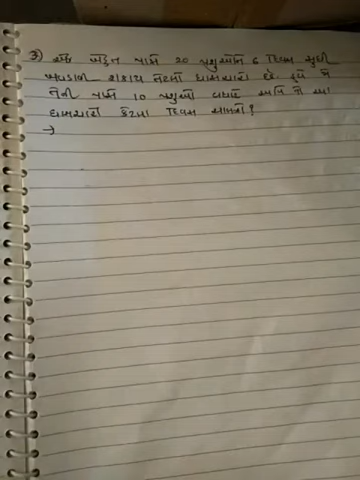 3) એક ખેડૂત પાસે 20 પશુઓને 6 દિવસ સુધી
ખવડાવી શકાય તેટલો ઘાસચારો છે. હવે જો
તેની પાસે 10 પશુઓ વધારે આવે તો આ
ઘાસચારો કેટલા દિવસ ચાલશે?
→